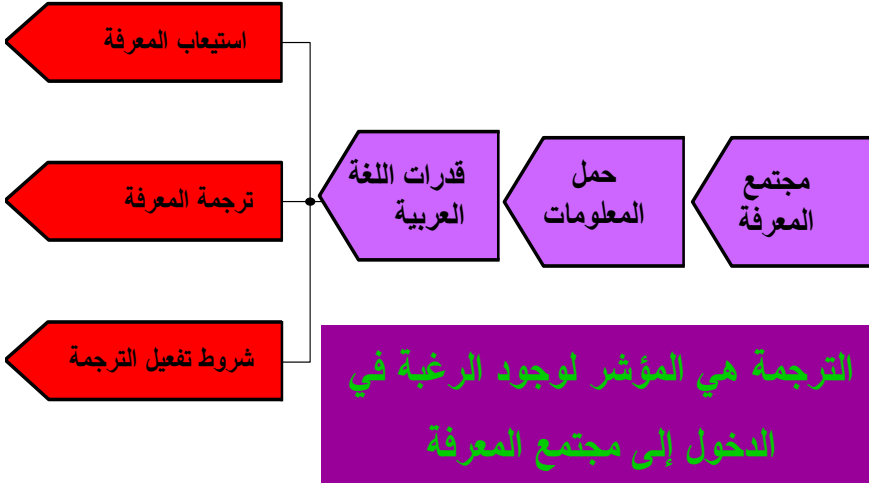 مجتمع
المعرفة
حمل
المعلومات
قدرات اللغة
العربية
استيعاب المعرفة
ترجمة المعرفة
شروط تفعيل الترجمة
الترجمة هي المؤشر لوجود الرغبة في
الدخول إلى مجتمع المعرفة